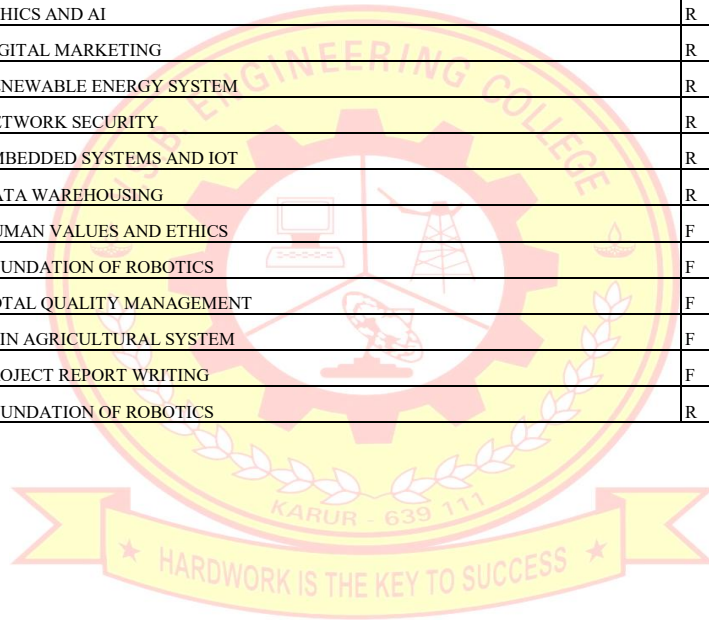 HICS AND AI R
GITAL MARKETING R
NEWABLE ENERGY SYSTEM R
ETWORK SECURITY R
MBEDDED SYSTEMS AND IOT R
ATA WAREHOUSING R
UMAN VALUES AND ETHICS F
UNDATION OF ROBOTICS F
OTAL QUALITY MANAGEMENT F
IN AGRICULTURAL SYSTEM F
OJECT REPORT WRITING F
UNDATION OF ROBOTICS R
V.S.B. ENGINEERING COLLEGE
KARUR - 639 111
HARDWORK IS THE KEY TO SUCCESS